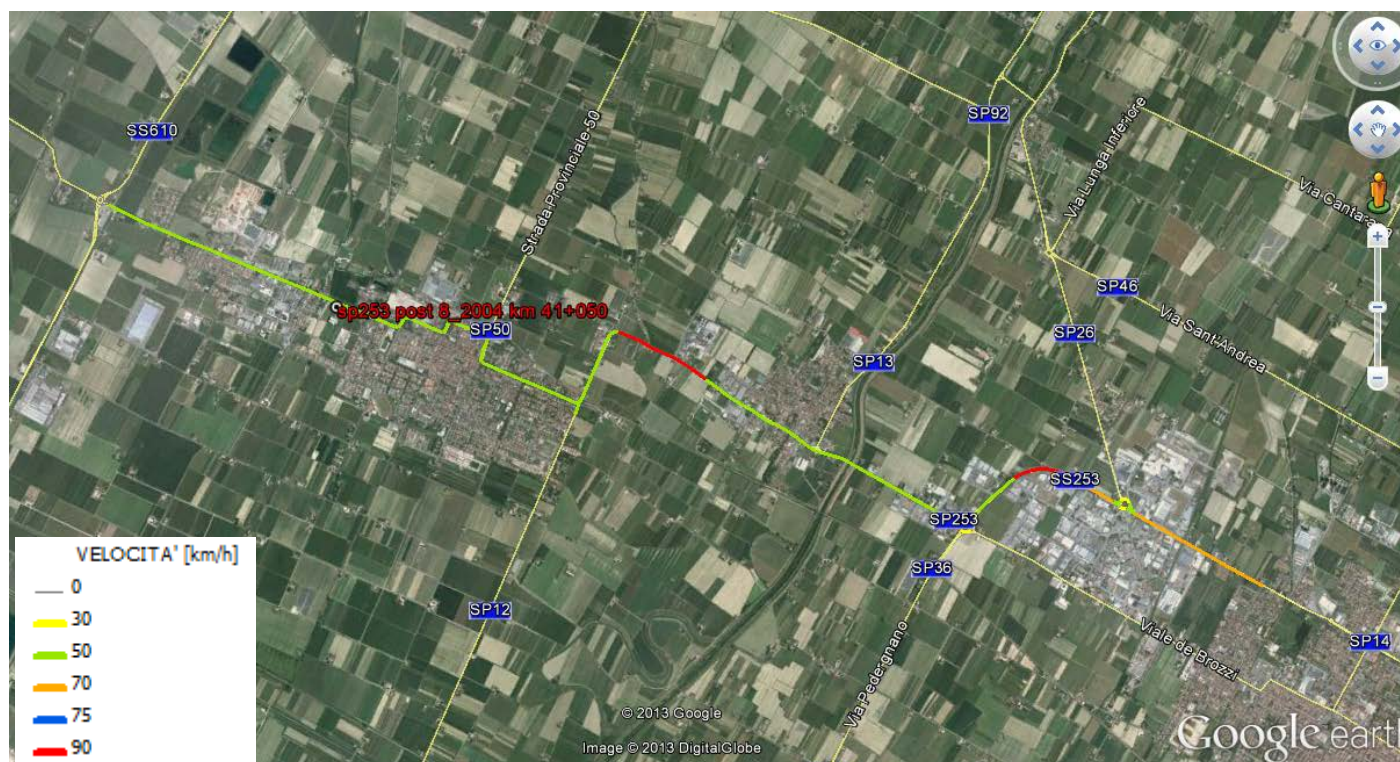 SS610
Strada Provinciale 50
SP92
Via Lunga Inferiore
Via Cantara
SP46
Via Sant'Andrea
SP26
sp253 post 8_2004 km 41+050
SP50
SP13
SS253
SP253
SP36
SP12
Via Pedergnano
Viale de Brozzi
SP14
VELOCITA' [km/h]
0
30
50
70
75
90
© 2013 Google
Image © 2013 DigitalGlobe
Google eart